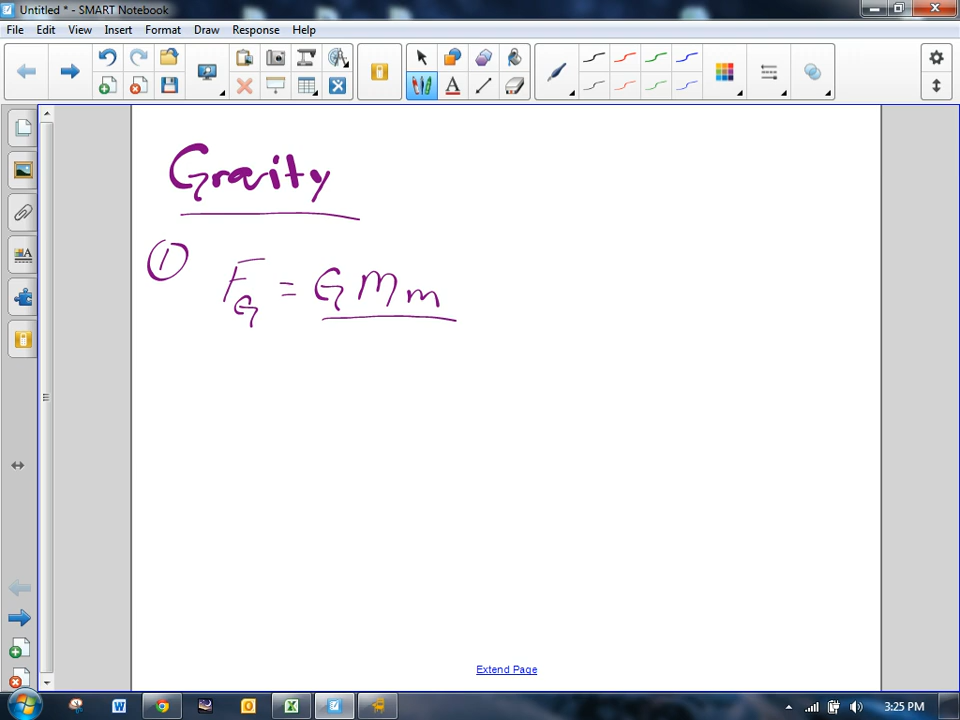 Untitled * - SMART Notebook
File Edit View Insert Format Draw Response Help
Gravity
① F_G = GMm
Extend Page
3:25 PM